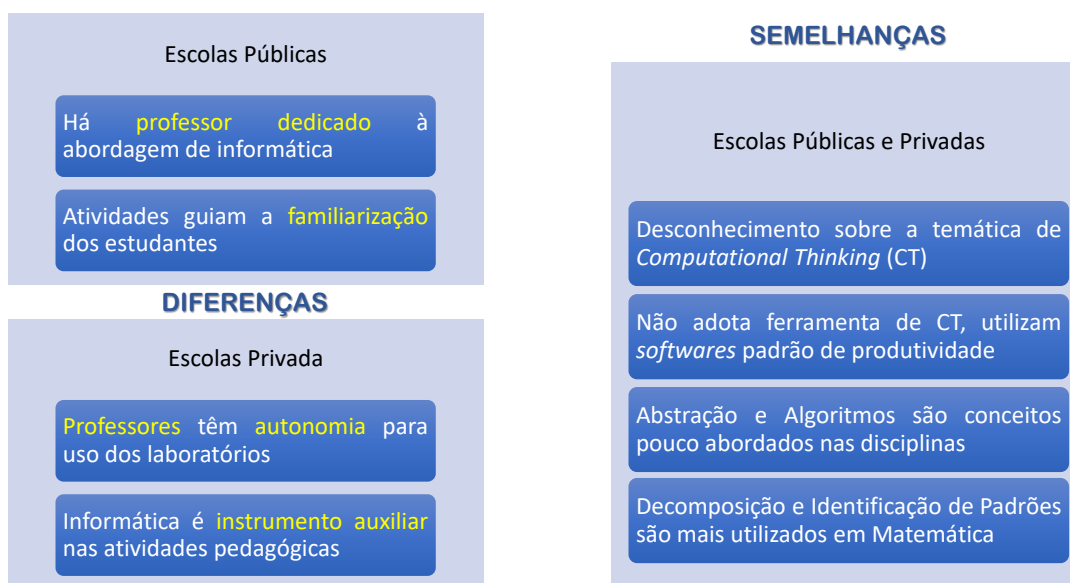 Escolas Públicas
Há professor dedicado à
abordagem de informática
Atividades guiam a familiarização
dos estudantes
DIFERENÇAS
Escolas Privada
Professores têm autonomia para
uso dos laboratórios
Informática é instrumento auxiliar
nas atividades pedagógicas
SEMELHANÇAS
Escolas Públicas e Privadas
Desconhecimento sobre a temática de
Computational Thinking (CT)
Não adota ferramenta de CT, utilizam
softwares padrão de produtividade
Abstração e Algoritmos são conceitos
pouco abordados nas disciplinas
Decomposição e Identificação de Padrões
são mais utilizados em Matemática